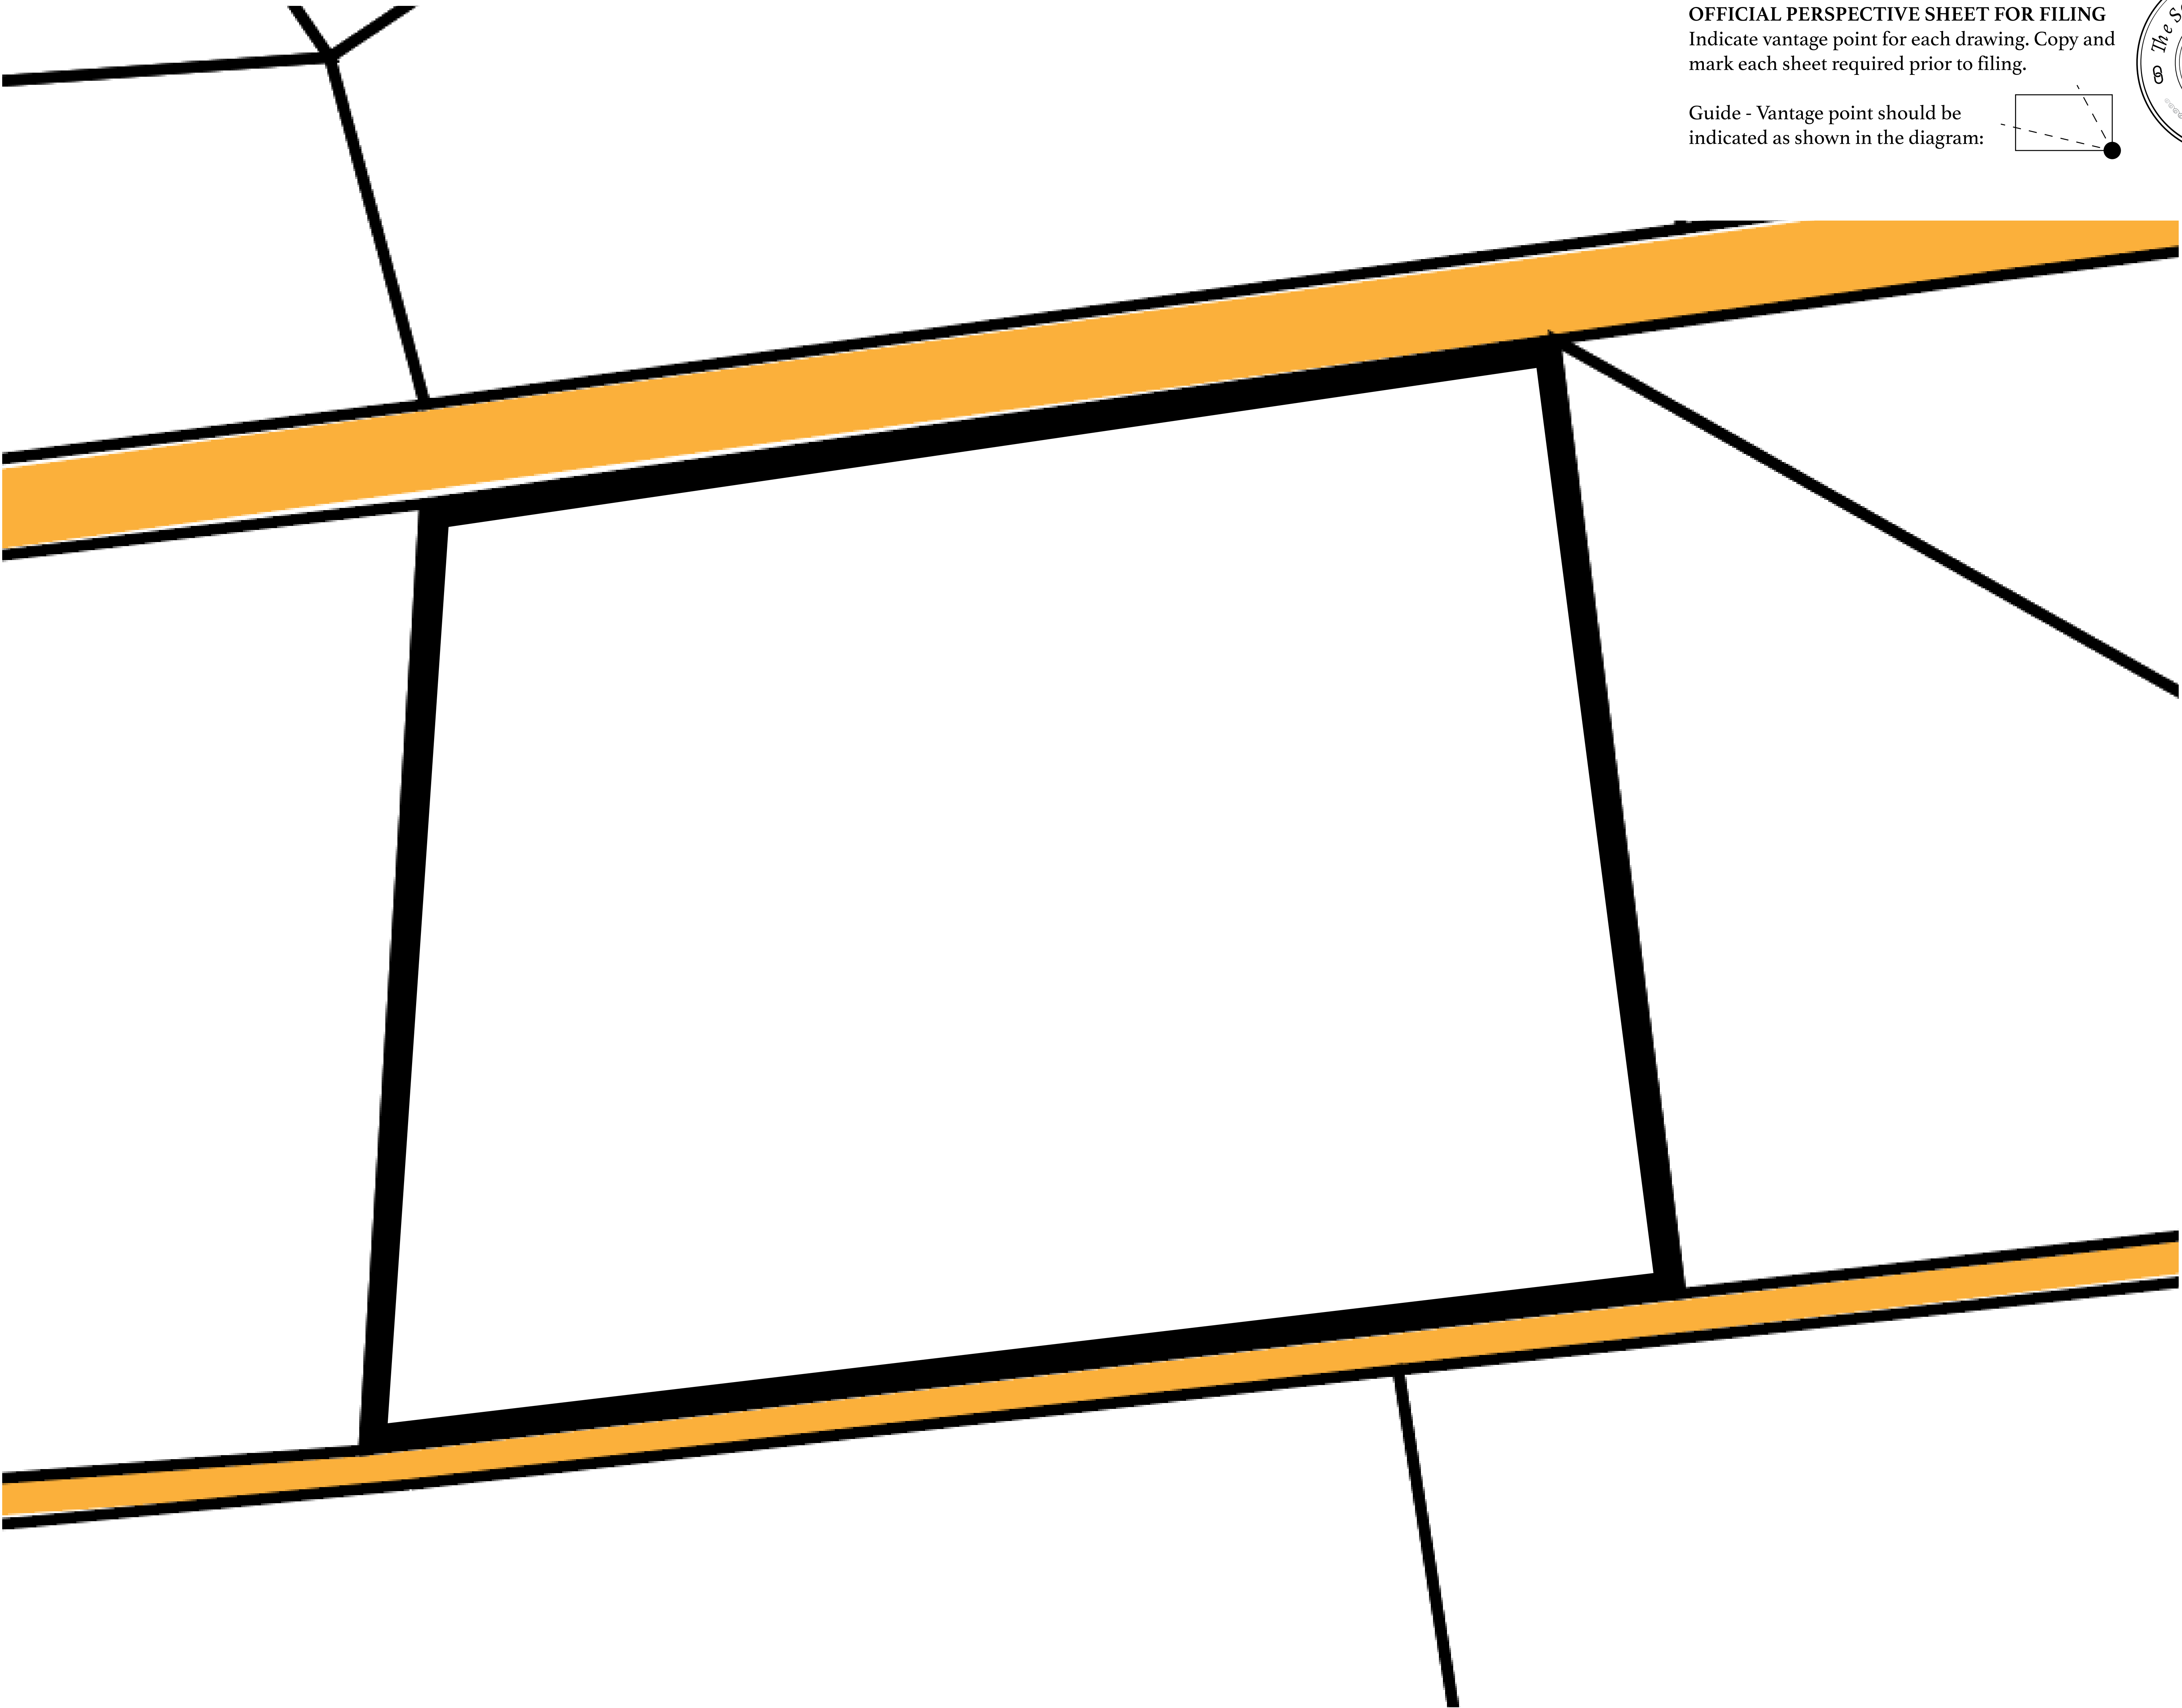 OFFICIAL PERSPECTIVE SHEET FOR FILING
Indicate vantage point for each drawing. Copy and
mark each sheet required prior to filing.
Guide - Vantage point should be
indicated as shown in the diagram:
The